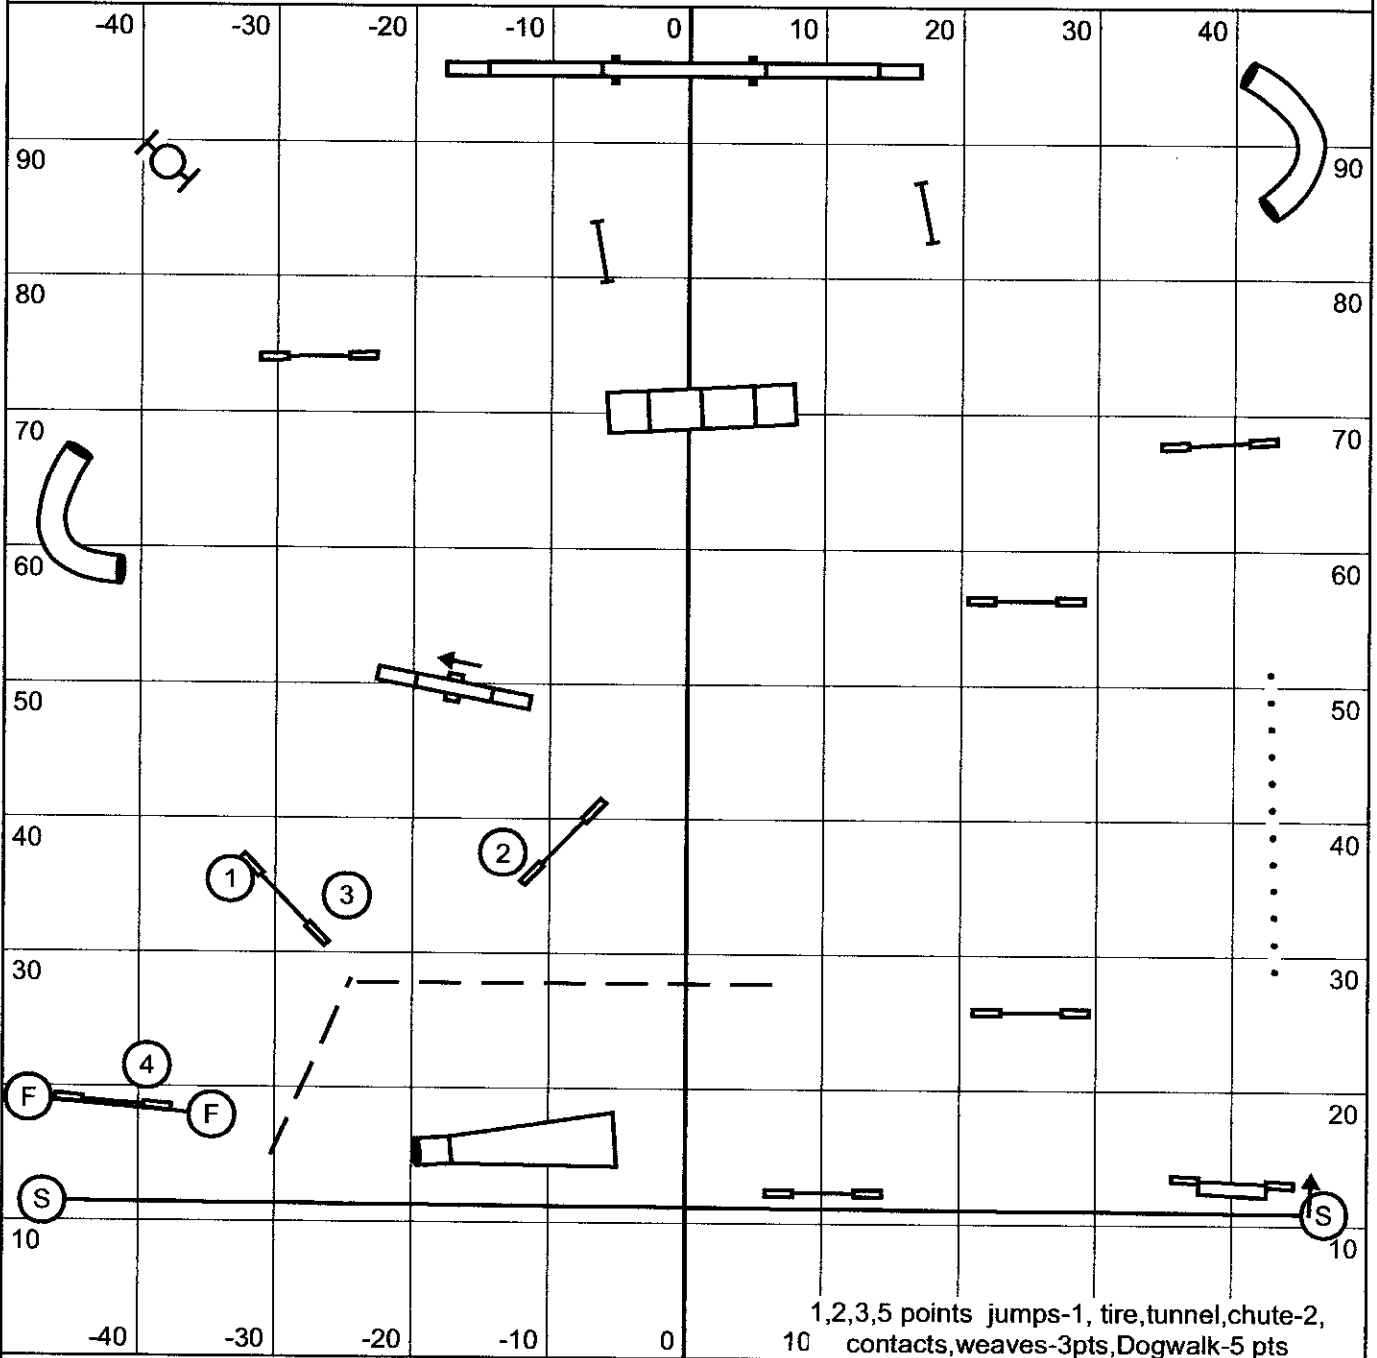 -40 -30 -20 -10 0 10 20 30 40
90 90
80 80
70 70
60 60
50 50
40 40
2
1 3
30 30
4
F F
20
S S
10 10
1,2,3,5 points jumps-1, tire,tunnel,chute-2,
-40 -30 -20 -10 0 10 contacts,weaves-3pts,Dogwalk-5 pts